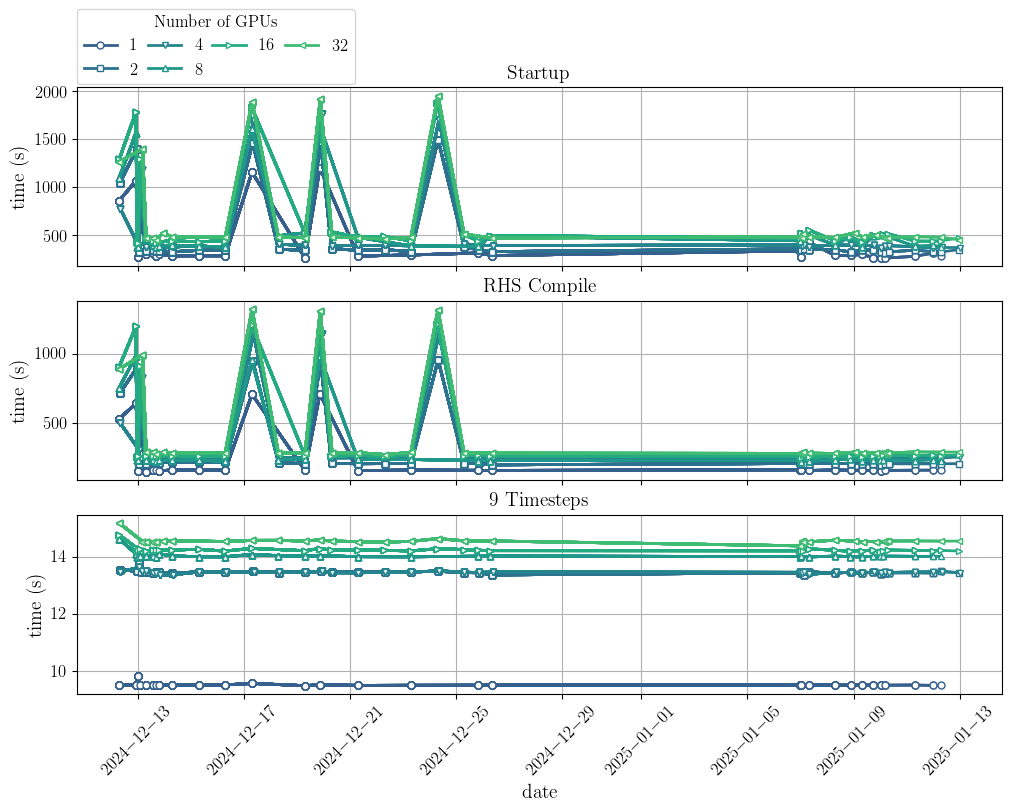 Number of GPUs
1 4 16 32
2 8
Startup
2000
1500
1000
500
time (s)
RHS Compile
1000
500
time (s)
9 Timesteps
14
12
10
time (s)
2024−12−13 2024−12−17 2024−12−21 2024−12−25 2024−12−29 2025−01−01 2025−01−05 2025−01−09 2025−01−13
date